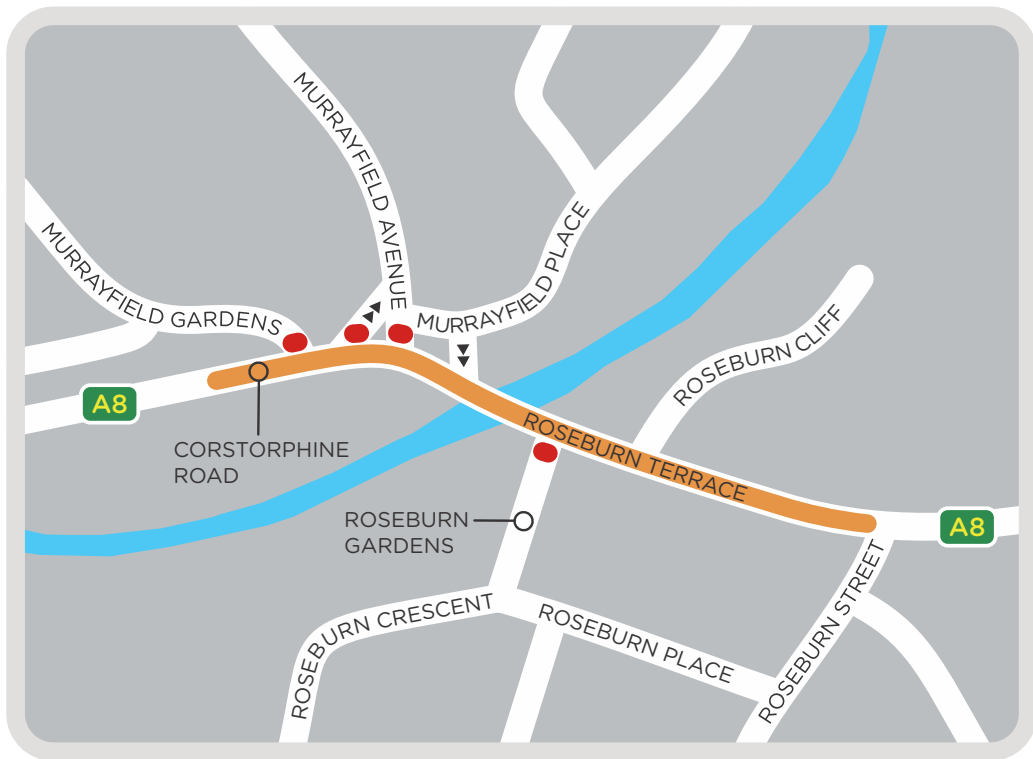 MURRAYFIELD AVENUE
MURRAYFIELD GARDENS
MURRAYFIELD PLACE
ROSEBURN CLIFF
A8
CORSTORPHINE
ROAD
ROSEBURN TERRACE
ROSEBURN
GARDENS
A8
ROSEBURN CRESCENT
ROSEBURN PLACE
ROSEBURN STREET